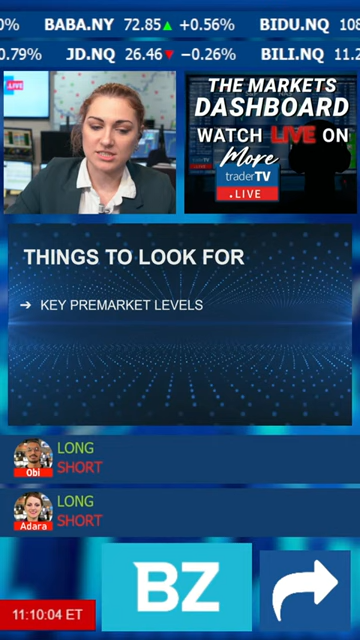 0% BABA.NY 72.85 +0.56% BIDU.NQ 108
0.79% JD.NQ 26.46 −0.26% BILI.NQ 11.2
.LIVE
THE MARKETS
DASHBOARD
WATCH LIVE ON
More
traderTV
.LIVE
THINGS TO LOOK FOR
➔ KEY PREMARKET LEVELS
LONG
SHORT
Obi
LONG
SHORT
Adara
BZ
11:10:04 ET